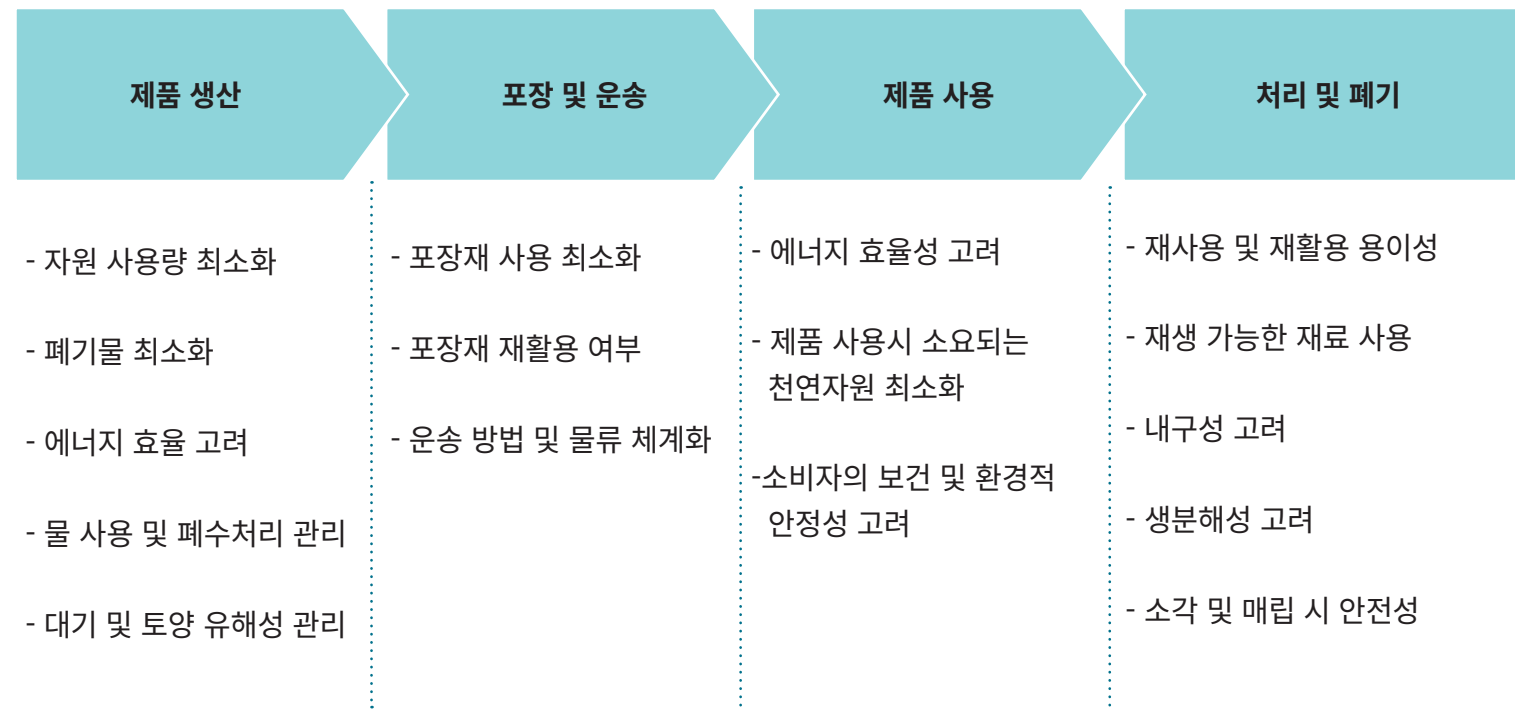 제품 생산
포장 및 운송
제품 사용
처리 및 폐기
- 자원 사용량 최소화
- 폐기물 최소화
- 에너지 효율 고려
- 물 사용 및 폐수처리 관리
- 대기 및 토양 유해성 관리
- 포장재 사용 최소화
- 포장재 재활용 여부
- 운송 방법 및 물류 체계화
- 에너지 효율성 고려
- 제품 사용시 소요되는
천연자원 최소화
-소비자의 보건 및 환경적
안정성 고려
- 재사용 및 재활용 용이성
- 재생 가능한 재료 사용
- 내구성 고려
- 생분해성 고려
- 소각 및 매립 시 안전성